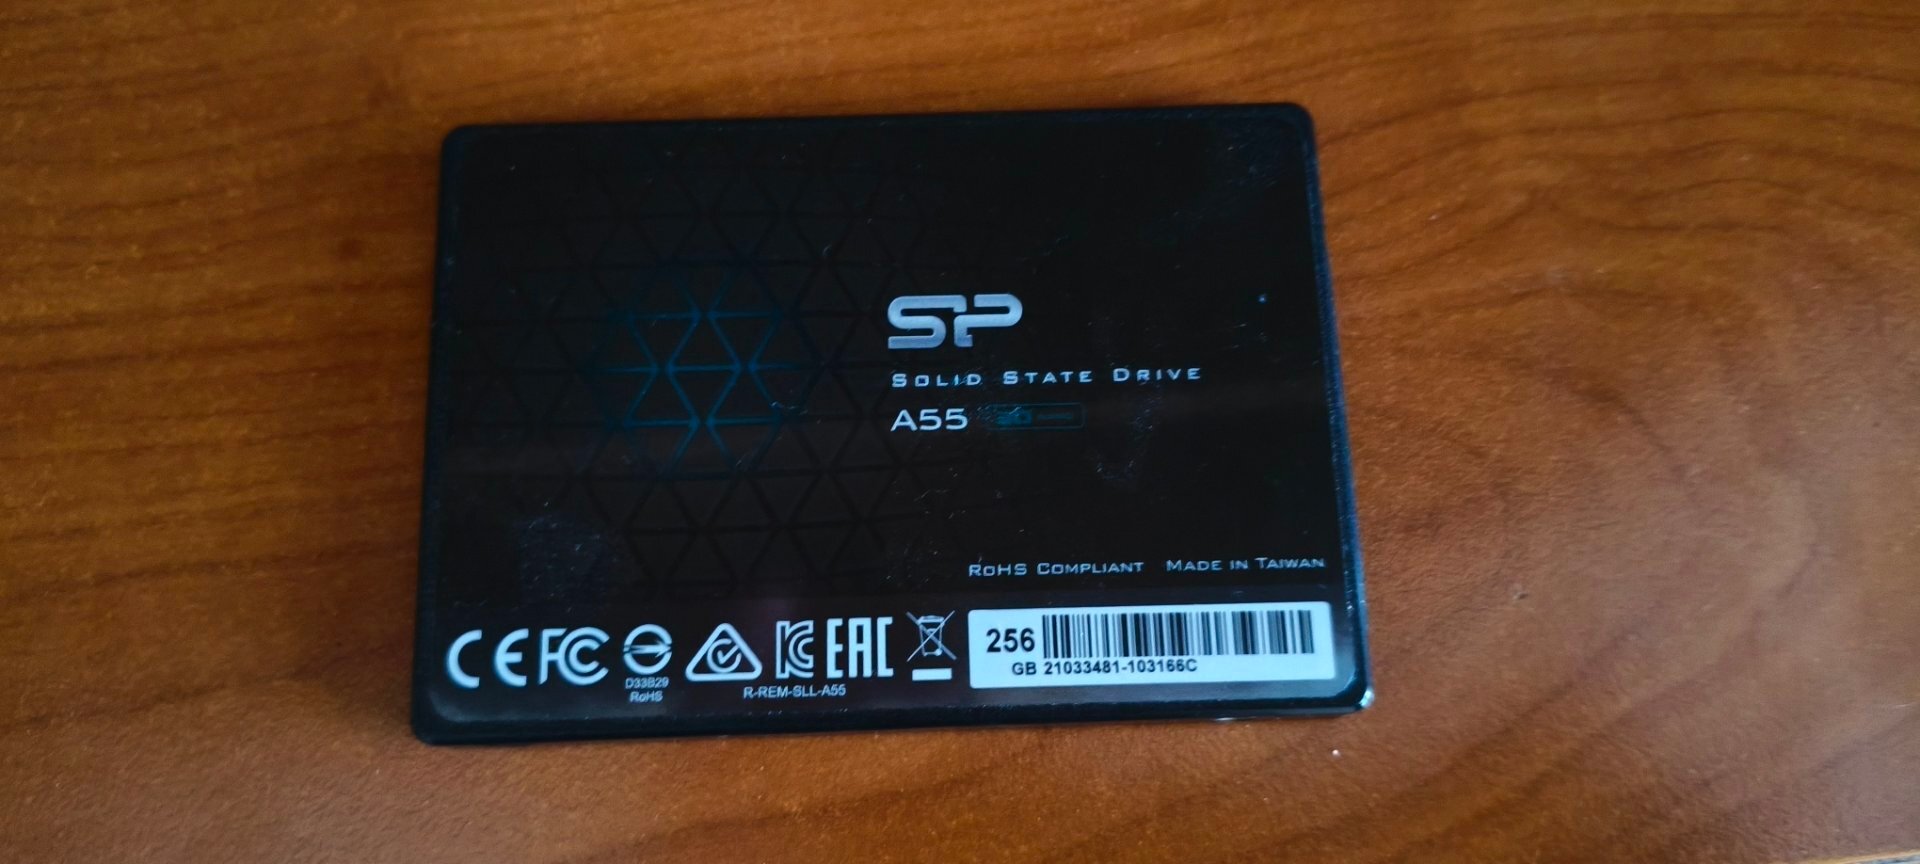 SP
SOLID STATE DRIVE
A55
RoHS COMPLIANT MADE IN TAIWAN
CE FC KC EAC
D33B29
RoHS
R-REM-SLL-A55
256
GB 21033481-103166C